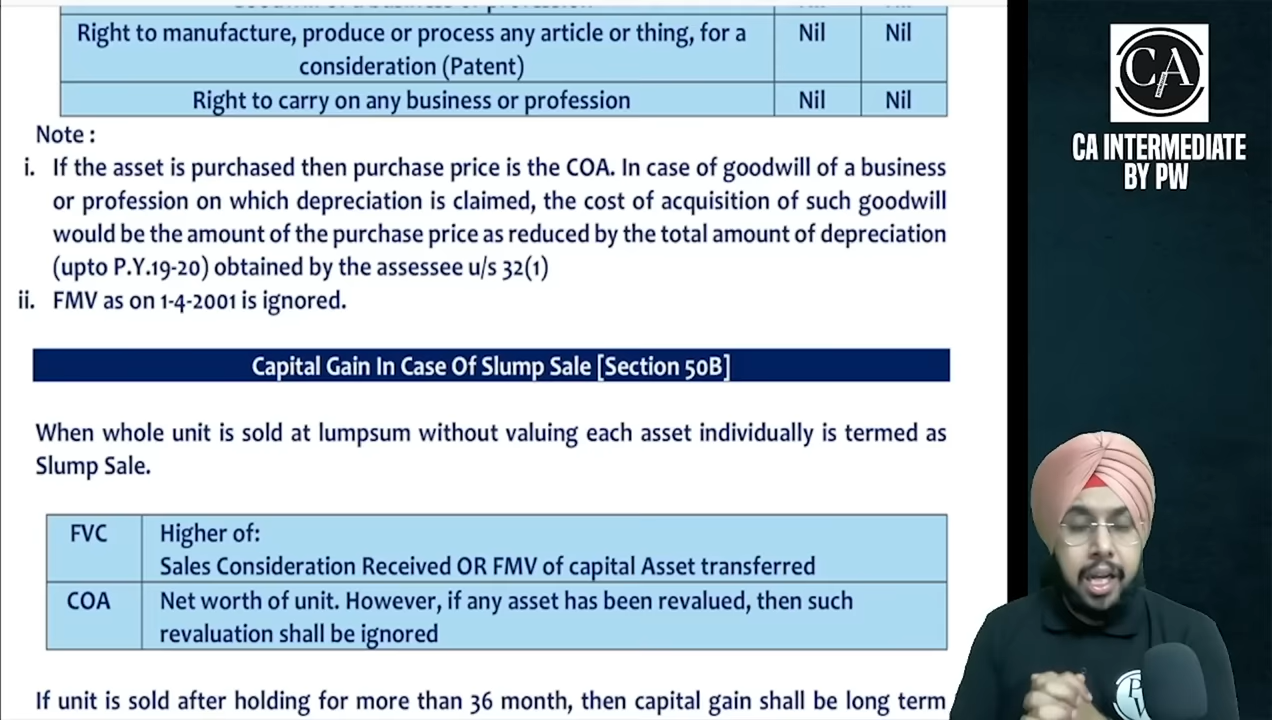 Right to manufacture, produce or process any article or thing, for a consideration (Patent) Nil Nil
Right to carry on any business or profession Nil Nil
Note :
i. If the asset is purchased then purchase price is the COA. In case of goodwill of a business
or profession on which depreciation is claimed, the cost of acquisition of such goodwill
would be the amount of the purchase price as reduced by the total amount of depreciation
(upto P.Y.19-20) obtained by the assessee u/s 32(1)
ii. FMV as on 1-4-2001 is ignored.
Capital Gain In Case Of Slump Sale [Section 50B]
When whole unit is sold at lumpsum without valuing each asset individually is termed as
Slump Sale.
FVC Higher of:
Sales Consideration Received OR FMV of capital Asset transferred
COA Net worth of unit. However, if any asset has been revalued, then such
revaluation shall be ignored
If unit is sold after holding for more than 36 month, then capital gain shall be long term
CA
CA INTERMEDIATE
BY PW